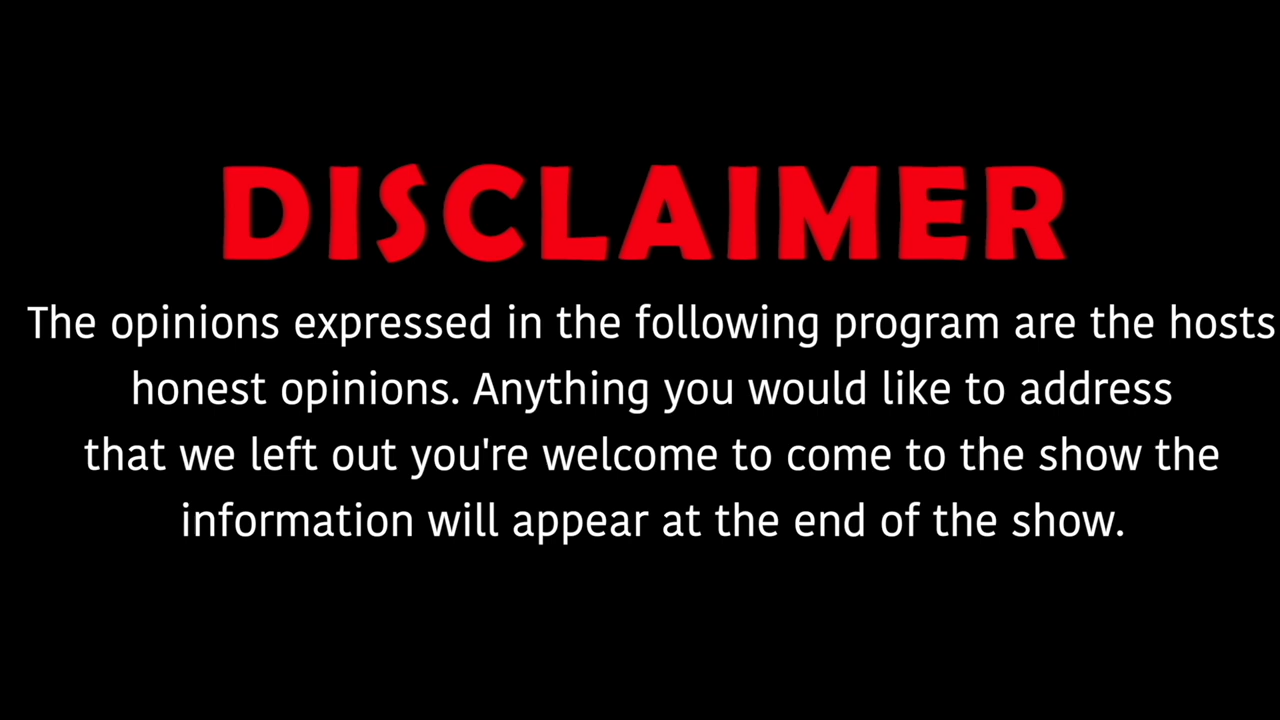 DISCLAIMER
The opinions expressed in the following program are the hosts
honest opinions. Anything you would like to address
that we left out you're welcome to come to the show the
information will appear at the end of the show.